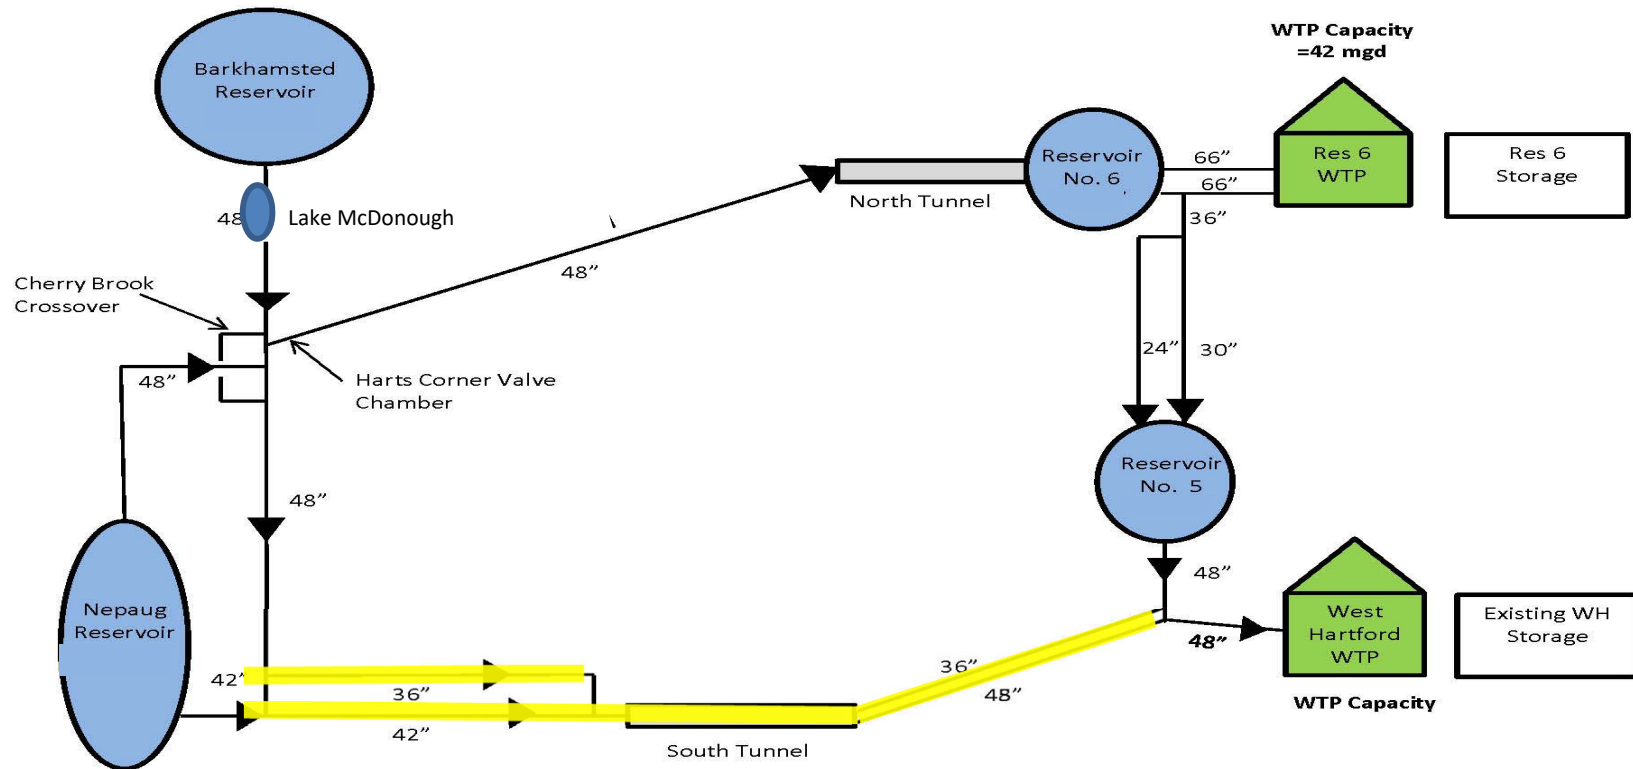 Barkhamsted
Reservoir
WTP Capacity
=42 mgd
Reservoir
No. 6
66”
66”
Res 6
WTP
Res 6
Storage
North Tunnel
36”
48
Lake McDonough
48”
Cherry Brook
Crossover
24”
30”
48”
Harts Corner Valve
Chamber
Reservoir
No. 5
48”
48”
Nepaug
Reservoir
West
Hartford
WTP
Existing WH
Storage
48”
42”
36”
36”
48”
42”
South Tunnel
WTP Capacity